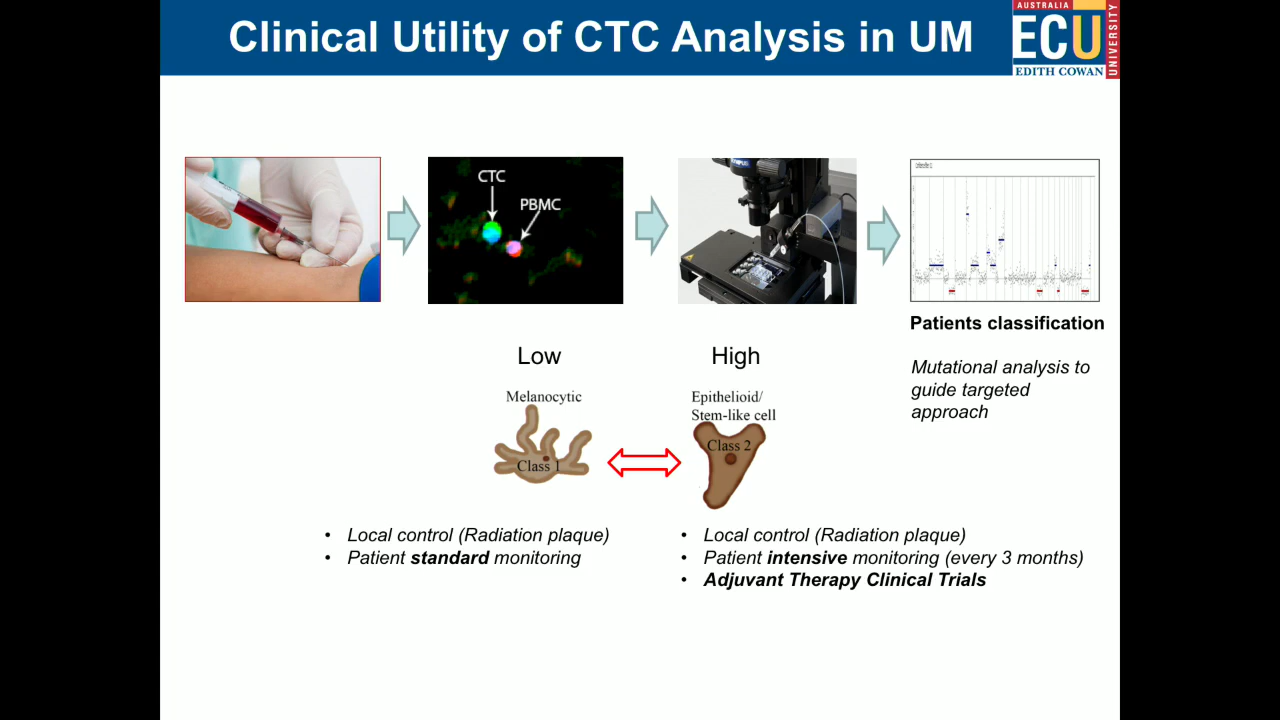 Clinical Utility of CTC Analysis in UM
AUSTRALIA
ECU
EDITH COWAN
UNIVERSITY
CTC
PBMC
OLYMPUS
Patients classification
Mutational analysis to
guide targeted
approach
Low
High
Melanocytic
Class 1
Epithelioid/
Stem-like cell
Class 2
• Local control (Radiation plaque)
• Patient standard monitoring
• Local control (Radiation plaque)
• Patient intensive monitoring (every 3 months)
• Adjuvant Therapy Clinical Trials